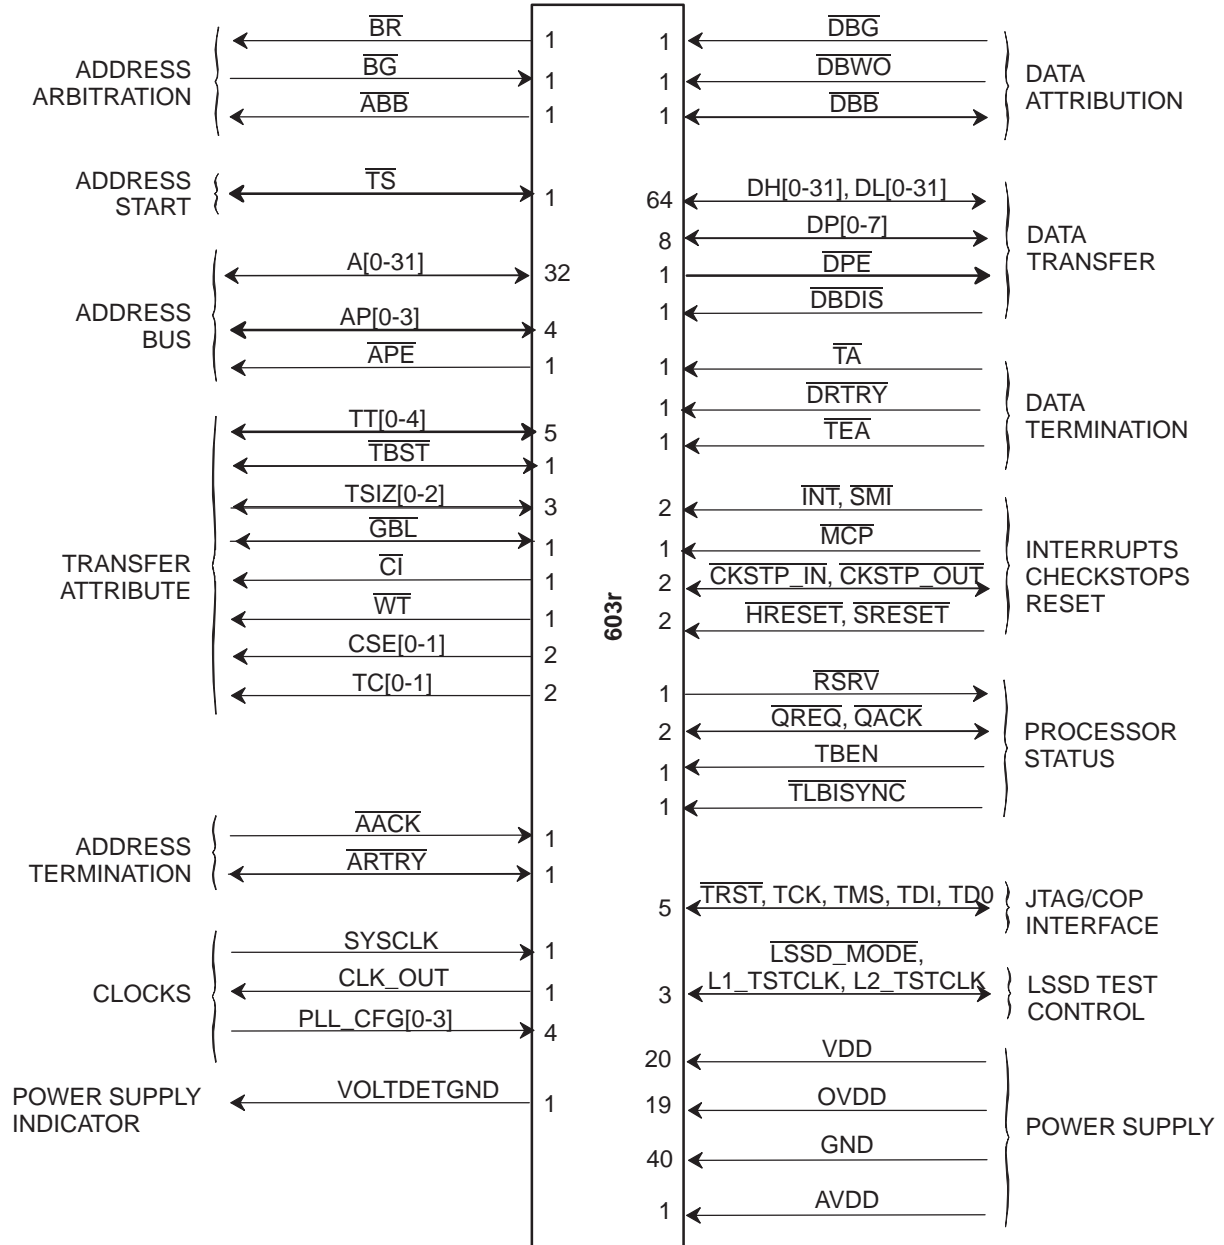 ADDRESS
ARBITRATION
BR 1
BG 1
ABB 1
ADDRESS
START
TS 1
ADDRESS
BUS
A[0-31] 32
AP[0-3] 4
APE 1
TRANSFER
ATTRIBUTE
TT[0-4] 5
TBST 1
TSIZ[0-2] 3
GBL 1
CI 1
WT 1
CSE[0-1] 2
TC[0-1] 2
ADDRESS
TERMINATION
AACK 1
ARTRY 1
CLOCKS
SYSCLK 1
CLK_OUT 1
PLL_CFG[0-3] 4
POWER SUPPLY
INDICATOR
VOLTDETGND 1
603r
1 DBG
1 DBWO
1 DBB
DATA
ATTRIBUTION
64 DH[0-31], DL[0-31]
8 DP[0-7]
1 DPE
1 DBDIS
DATA
TRANSFER
1 TA
1 DRTRY
1 TEA
DATA
TERMINATION
2 INT, SMI
1 MCP
2 CKSTP_IN, CKSTP_OUT
2 HRESET, SRESET
INTERRUPTS
CHECKSTOPS
RESET
1 RSRV
2 QREQ, QACK
1 TBEN
1 TLBISYNC
PROCESSOR
STATUS
5 TRST, TCK, TMS, TDI, TD0
JTAG/COP
INTERFACE
LSSD_MODE,
3 L1_TSTCLK, L2_TSTCLK
LSSD TEST
CONTROL
20 VDD
19 OVDD
40 GND
1 AVDD
POWER SUPPLY